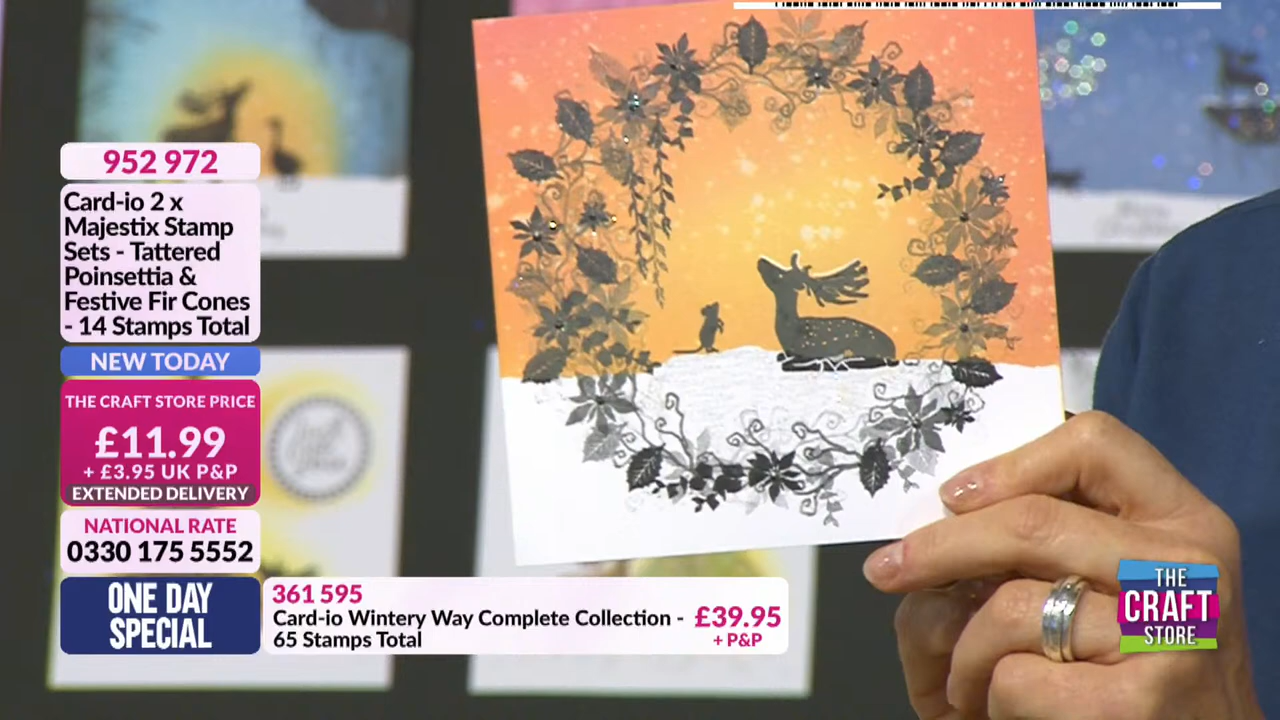 952 972
Card-io 2 x
Majestix Stamp
Sets - Tattered
Poinsettia &
Festive Fir Cones
- 14 Stamps Total
NEW TODAY
THE CRAFT STORE PRICE
£11.99
+ £3.95 UK P&P
EXTENDED DELIVERY
NATIONAL RATE
0330 175 5552
ONE DAY
SPECIAL
361 595
Card-io Wintery Way Complete Collection -
65 Stamps Total
£39.95
+ P&P
THE
CRAFT
STORE